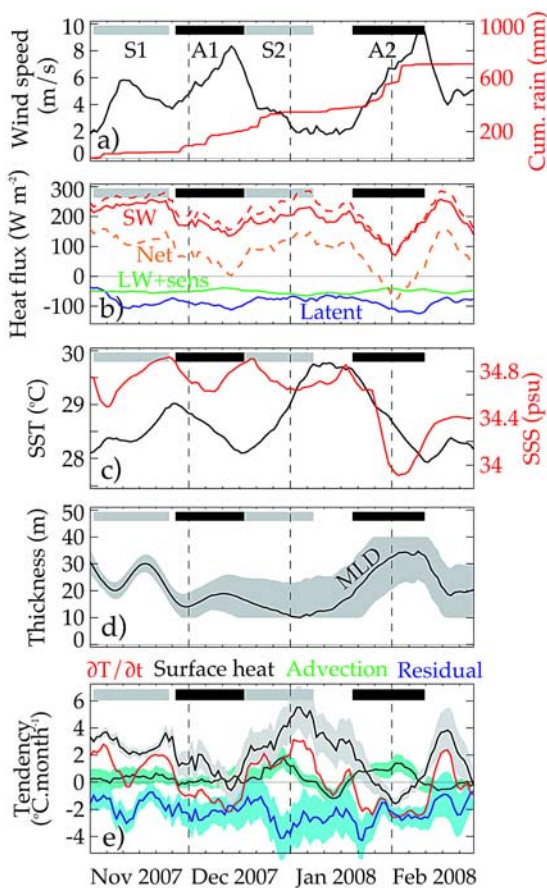 10
8
6
4
2
0
Wind speed
(m/s)
S1
A1
S2
A2
a)
800
600
400
200
Cum. rain (mm)
300
200
100
0
-100
Heat flux (W m⁻²)
SW
Net
LW+sens
Latent
b)
30
29
28
SST (°C)
c)
34.8
34.4
34
SSS (psu)
50
40
30
20
10
0
Thickness (m)
MLD
d)
∂T/∂t Surface heat Advection Residual
6
4
2
0
-2
-4
Tendency
(°C.month⁻¹)
e)
Nov 2007 Dec 2007 Jan 2008 Feb 2008